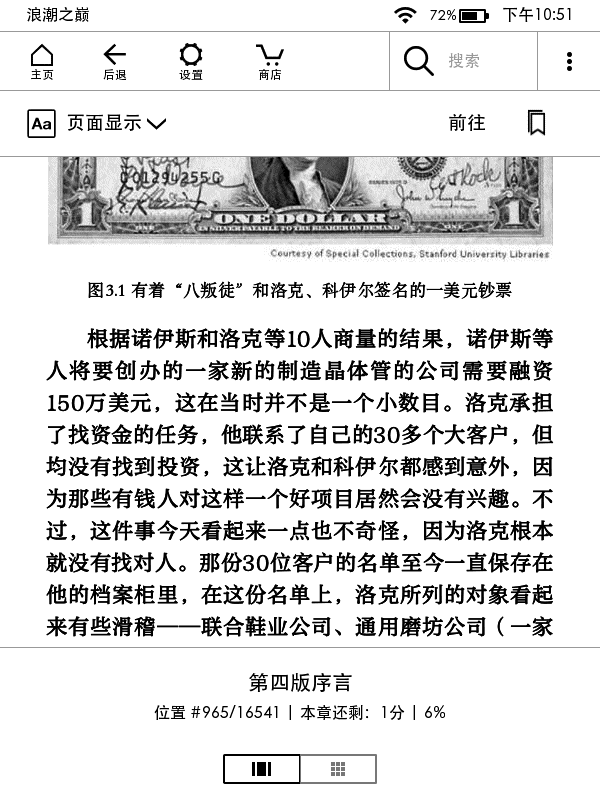 浪潮之巅
72%
下午10:51
主页
后退
设置
商店
搜索
Aa 页面显示
前往
1
ONE DOLLAR
IN SILVER PAYABLE TO THE BEARER ON DEMAND
1
Courtesy of Special Collections, Stanford University Libraries
图3.1 有着“八叛徒”和洛克、科伊尔签名的一美元钞票
根据诺伊斯和洛克等10人商量的结果，诺伊斯等
人将要创办的一家新的制造晶体管的公司需要融资
150万美元，这在当时并不是一个小数目。洛克承担
了找资金的任务，他联系了自己的30多个大客户，但
均没有找到投资，这让洛克和科伊尔都感到意外，因
为那些有钱人对这样一个好项目居然会没有兴趣。不
过，这件事今天看起来一点也不奇怪，因为洛克根本
就没有找对人。那份30位客户的名单至今一直保存在
他的档案柜里，在这份名单上，洛克所列的对象看起
来有些滑稽——联合鞋业公司、通用磨坊公司（一家
第四版序言
位置 #965/16541 | 本章还剩：1分 | 6%